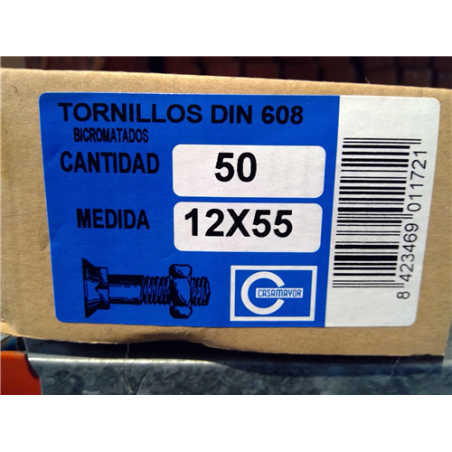 TORNILLOS DIN 608
BICROMATADOS
CANTIDAD 50
MEDIDA 12X55
CASAMAYOR
8 423469 011721